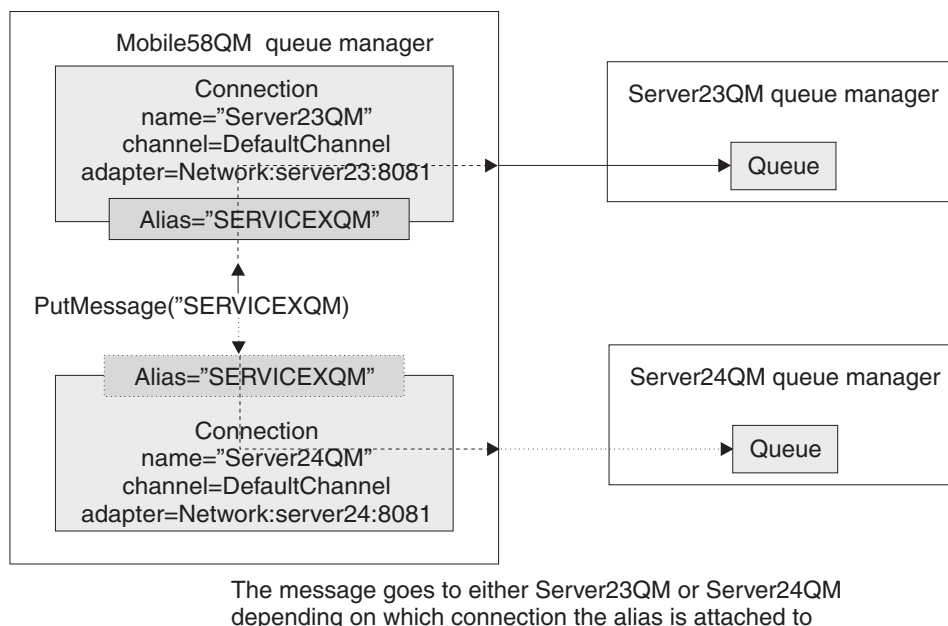 Mobile58QM queue manager
Connection
name=”Server23QM”
channel=DefaultChannel
adapter=Network:server23:8081
Alias=”SERVICEXQM”
Server23QM queue manager
Queue
PutMessage(”SERVICEXQM)
Alias=”SERVICEXQM”
Connection
name=”Server24QM”
channel=DefaultChannel
adapter=Network:server24:8081
Server24QM queue manager
Queue
The message goes to either Server23QM or Server24QM
depending on which connection the alias is attached to